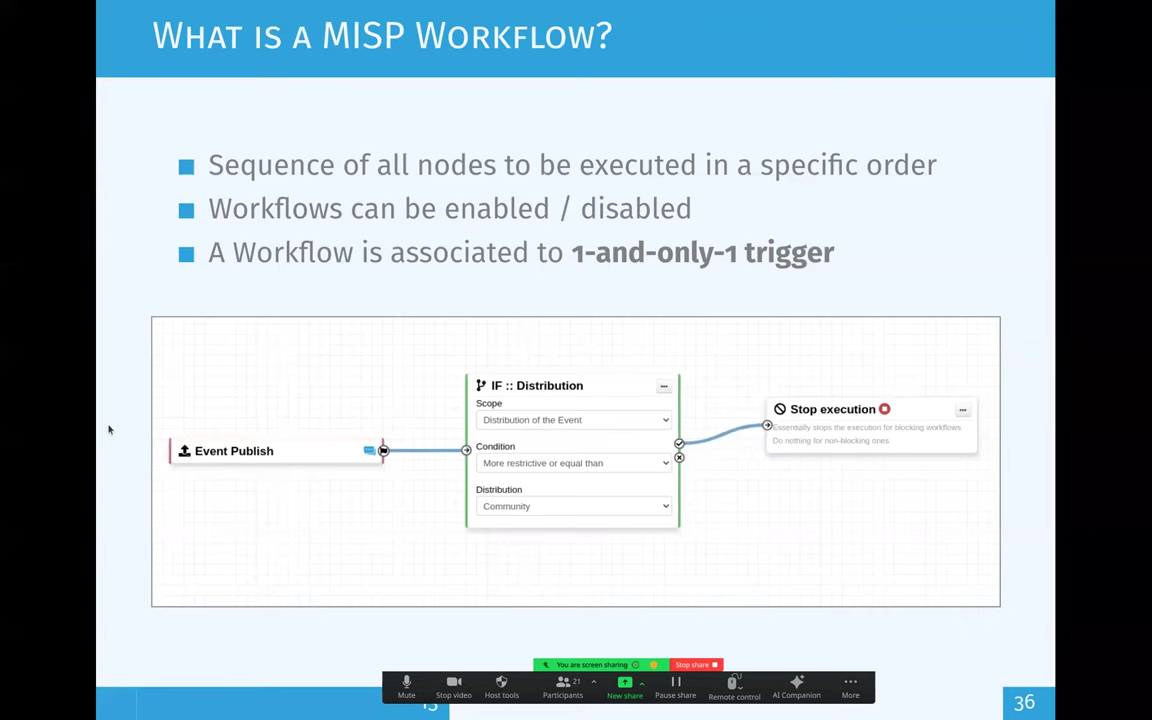 WHAT IS A MISP WORKFLOW?
Sequence of all nodes to be executed in a specific order
Workflows can be enabled / disabled
A Workflow is associated to 1-and-only-1 trigger
Event Publish
IF :: Distribution
Scope
Distribution of the Event
Condition
More restrictive or equal than
Distribution
Community
Stop execution
Essentially stops the execution for blocking workflows.
Do nothing for non-blocking ones
You are screen sharing
Stop share
Mute
Stop video
Host tools
Participants
21
New share
Pause share
Remote control
AI Companion
More
36